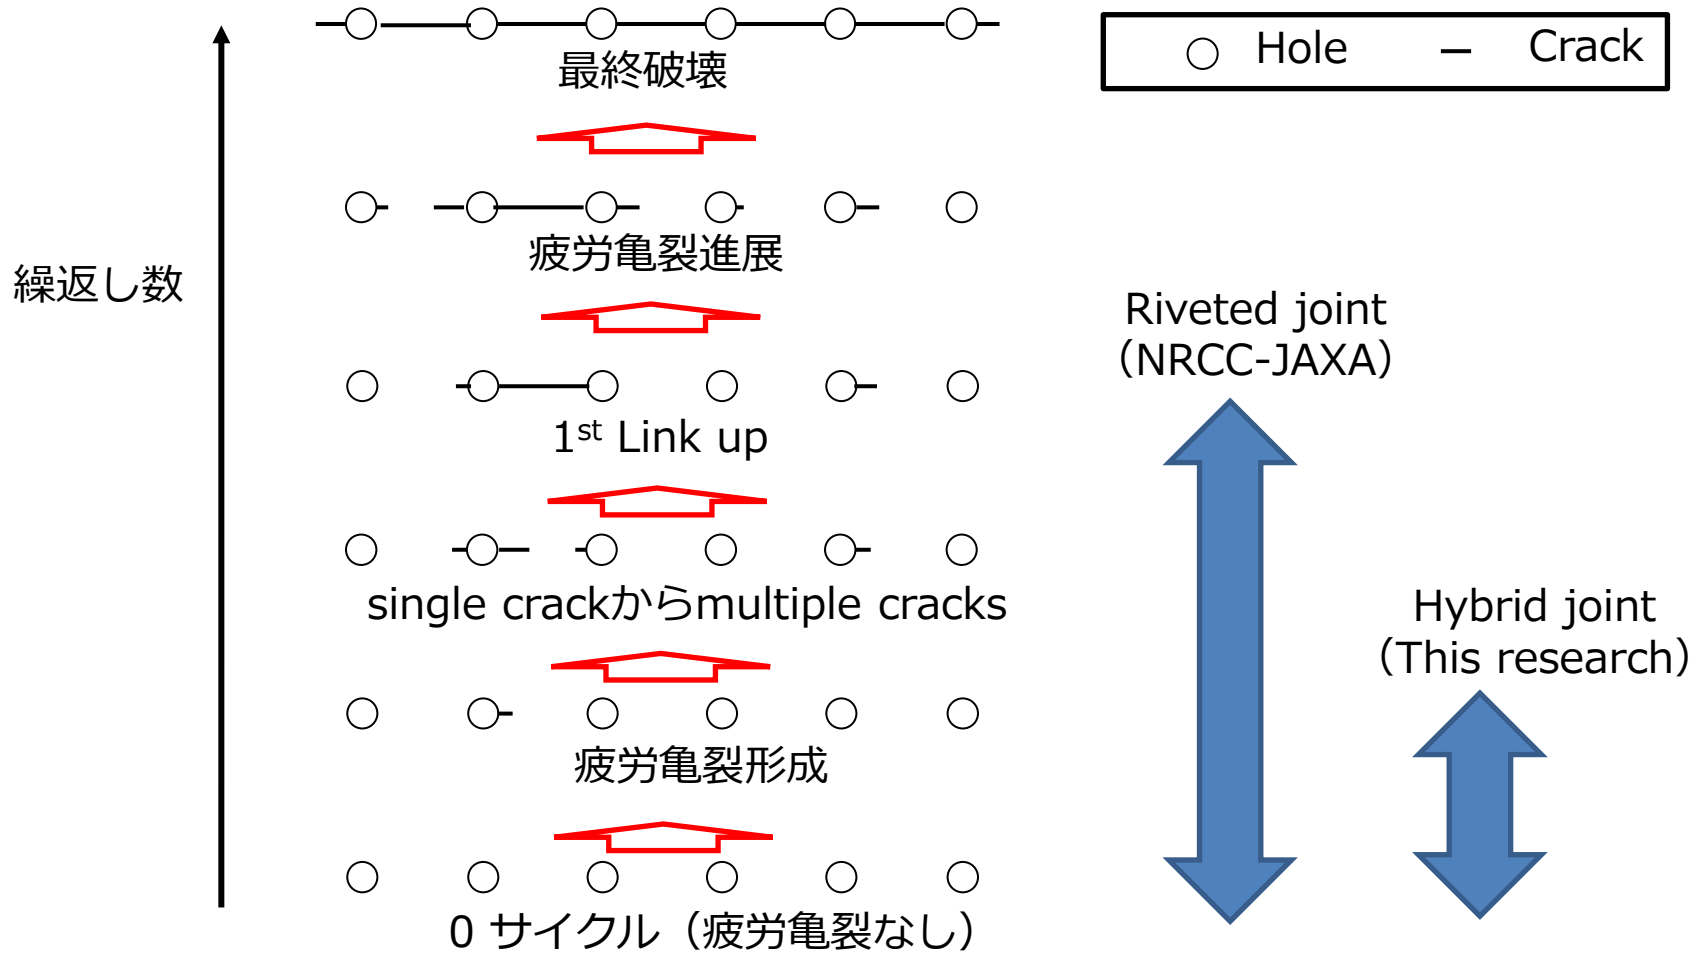 Hole
Crack
最終破壊
疲労亀裂進展
繰返し数
Riveted joint
（NRCC-JAXA）
1st Link up
single crackからmultiple cracks
Hybrid joint
（This research）
疲労亀裂形成
0 サイクル（疲労亀裂なし）